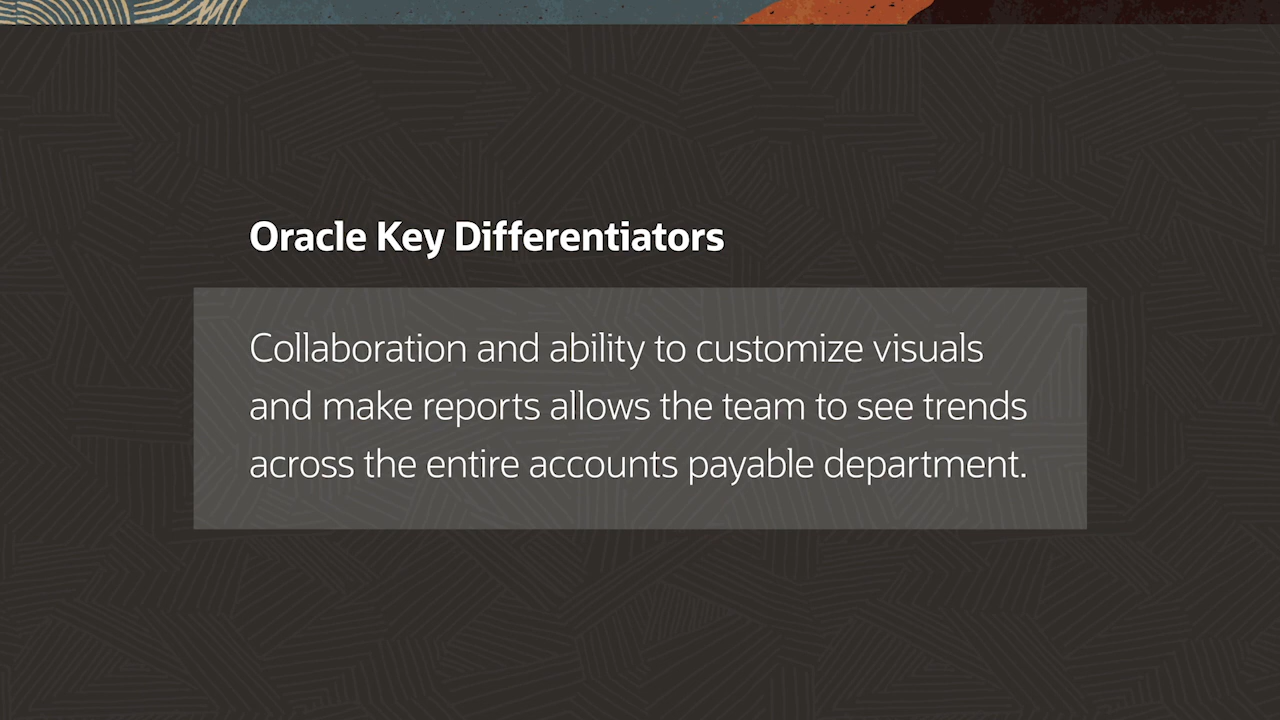 Oracle Key Differentiators
Collaboration and ability to customize visuals
and make reports allows the team to see trends
across the entire accounts payable department.